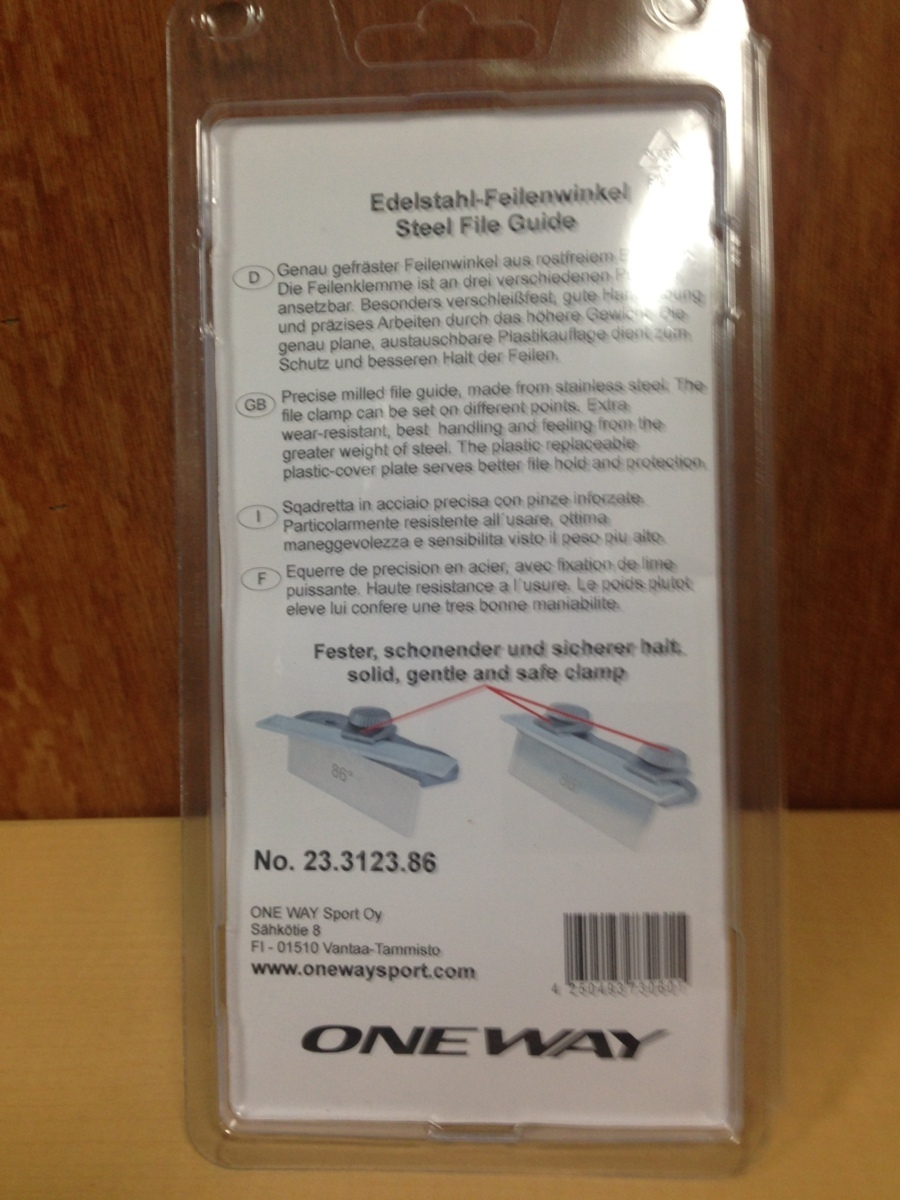 Edelstahl-Feilenwinkel
Steel File Guide
D
Genau gefräster Feilenwinkel aus rostfreiem
Die Feilenklemme ist an drei verschiedenen
ansetzbar. Besonders verschleißfest, gute
und präzises Arbeiten durch das höhere Gewicht. Die
genau plane, austauschbare Plastikauflage dient zum
Schutz und besseren Halt der Feilen.
GB
Precise milled file guide, made from stainless steel. The
file clamp can be set on different points. Extra
wear-resistant, best handling and feeling from the
greater weight of steel. The plastic replaceable
plastic-cover plate serves better file hold and protection.
I
Sqadretta in acciaio precisa con pinze inforzate.
Particolarmente resistente all´usare, ottima
maneggevolezza e sensibilita visto il peso piu alto.
F
Equerre de precision en acier, avec fixation de lime
puissante. Haute resistance a l´usure. Le poids plutot
eleve lui confere une tres bonne maniabilite.
Fester, schonender und sicherer halt.
solid, gentle and safe clamp
86°
No. 23.3123.86
ONE WAY Sport Oy
Sähkötie 8
FI - 01510 Vantaa-Tammisto
www.onewaysport.com
4 250493 730601
ONE WAY